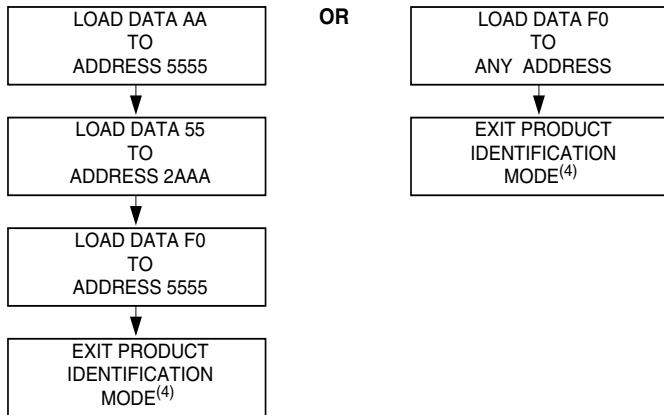 LOAD DATA AA
TO
ADDRESS 5555
LOAD DATA 55
TO
ADDRESS 2AAA
LOAD DATA F0
TO
ADDRESS 5555
EXIT PRODUCT
IDENTIFICATION
MODE(4)
OR
LOAD DATA F0
TO
ANY ADDRESS
EXIT PRODUCT
IDENTIFICATION
MODE(4)